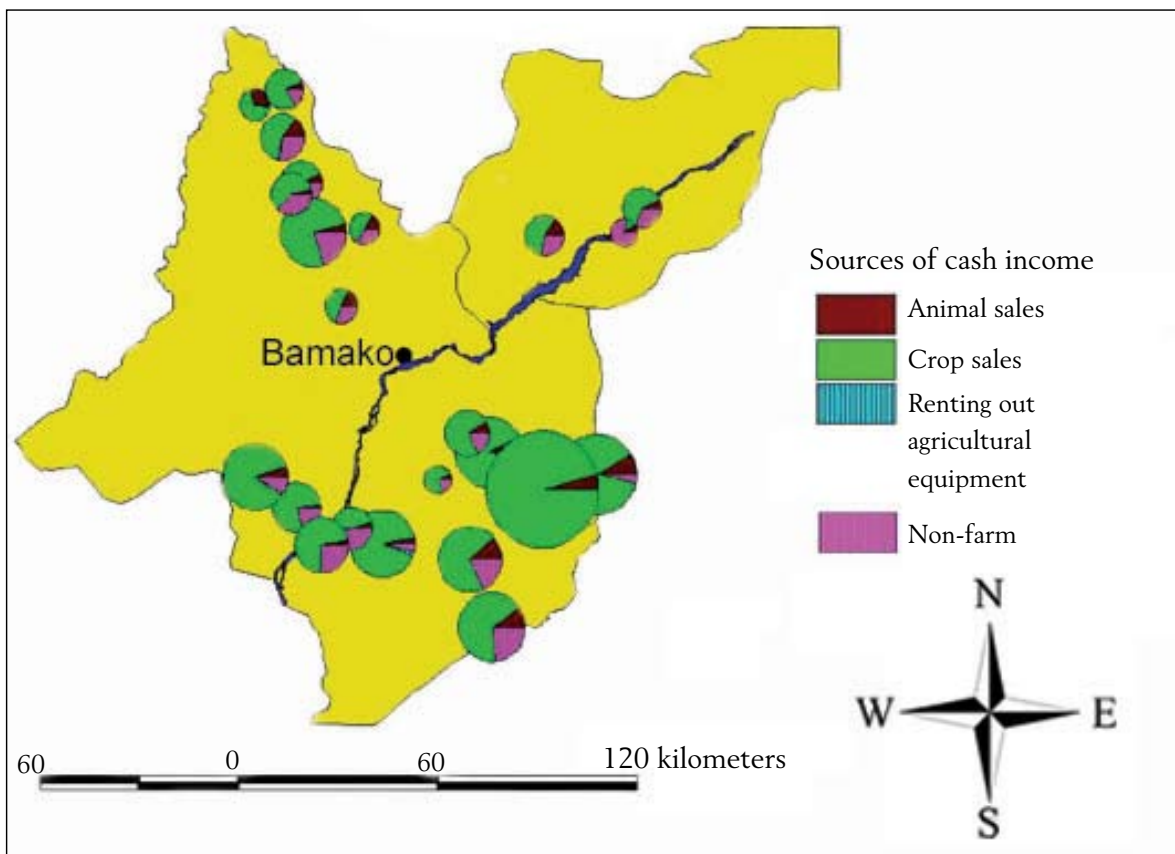 Bamako
Sources of cash income
Animal sales
Crop sales
Renting out
agricultural
equipment
Non-farm
N
W
E
S
60
0
60
120 kilometers